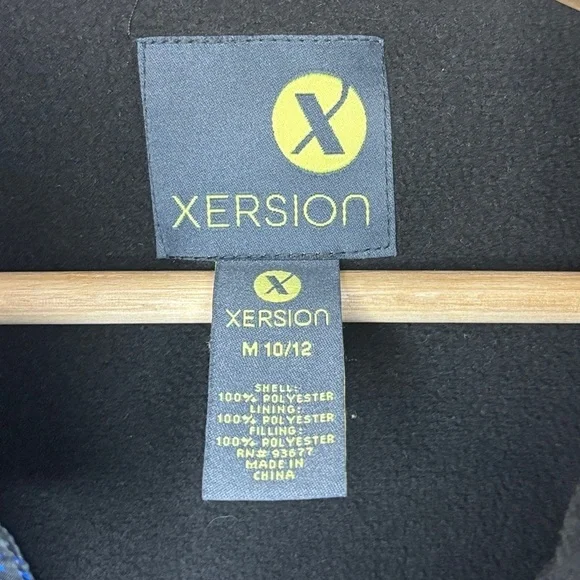 X
XERSION
X
XERSION
M 10/12
SHELL:
100% POLYESTER
LINING:
100% POLYESTER
FILLING:
100% POLYESTER
RN# 93677
MADE IN
CHINA